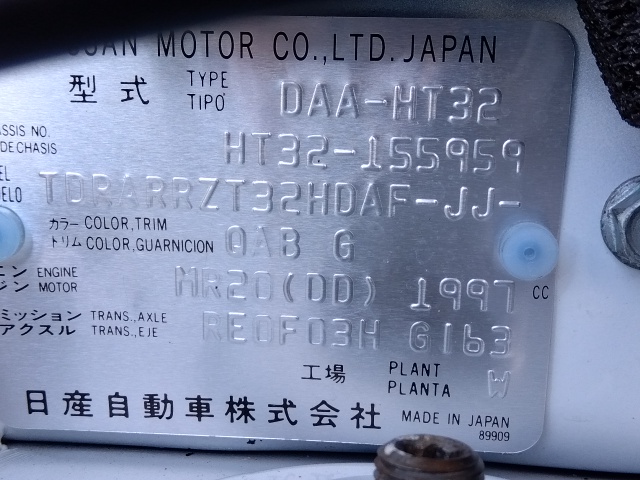 SSAN MOTOR CO.,LTD. JAPAN
型式 TYPE TIPO DAA-HT32
ASSIS NO. DE CHASIS HT32-155959
EL ELO TDRARRZT32HDAF-JJ-
カラー COLOR, TRIM
トリム COLOR, GUARNICION QAB G
エンジン ENGINE MOTOR MR20(DD) 1997 CC
ミッション TRANS., AXLE
アクスル TRANS., EJE RE0F03H G163
工場 PLANT PLANTA W
日産自動車株式会社 MADE IN JAPAN
89909